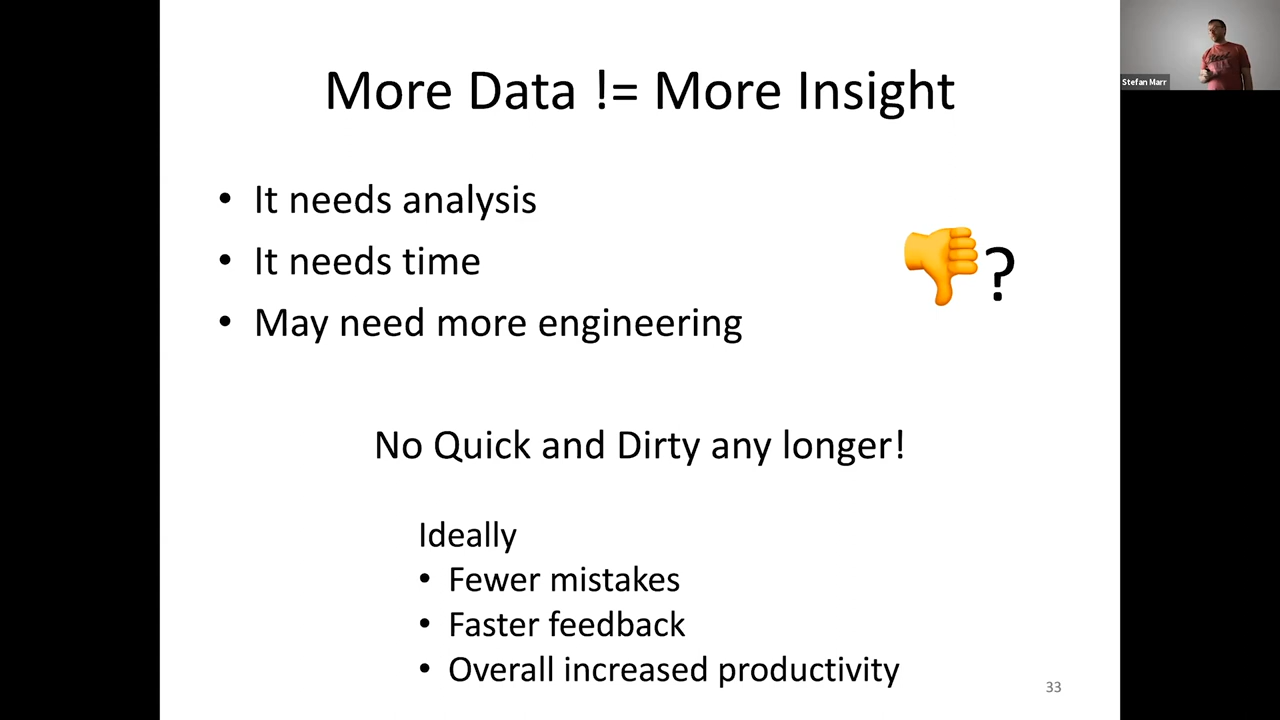 More Data != More Insight
Stefan Marr
• It needs analysis
• It needs time
• May need more engineering
?
No Quick and Dirty any longer!
Ideally
• Fewer mistakes
• Faster feedback
• Overall increased productivity
33